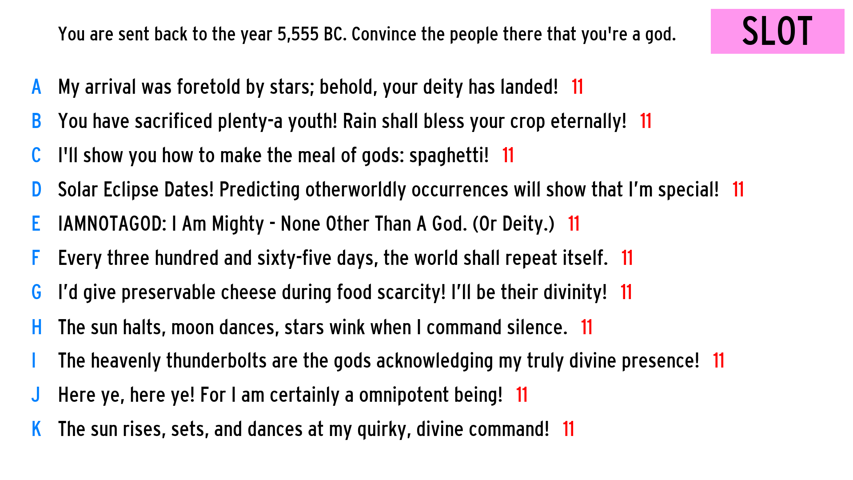 You are sent back to the year 5,555 BC. Convince the people there that you're a god.
SLOT
A My arrival was foretold by stars; behold, your deity has landed! 11
B You have sacrificed plenty-a youth! Rain shall bless your crop eternally! 11
C I'll show you how to make the meal of gods: spaghetti! 11
D Solar Eclipse Dates! Predicting otherworldly occurrences will show that I’m special! 11
E IAMNOTAGOD: I Am Mighty - None Other Than A God. (Or Deity.) 11
F Every three hundred and sixty-five days, the world shall repeat itself. 11
G I’d give preservable cheese during food scarcity! I’ll be their divinity! 11
H The sun halts, moon dances, stars wink when I command silence. 11
I The heavenly thunderbolts are the gods acknowledging my truly divine presence! 11
J Here ye, here ye! For I am certainly a omnipotent being! 11
K The sun rises, sets, and dances at my quirky, divine command! 11